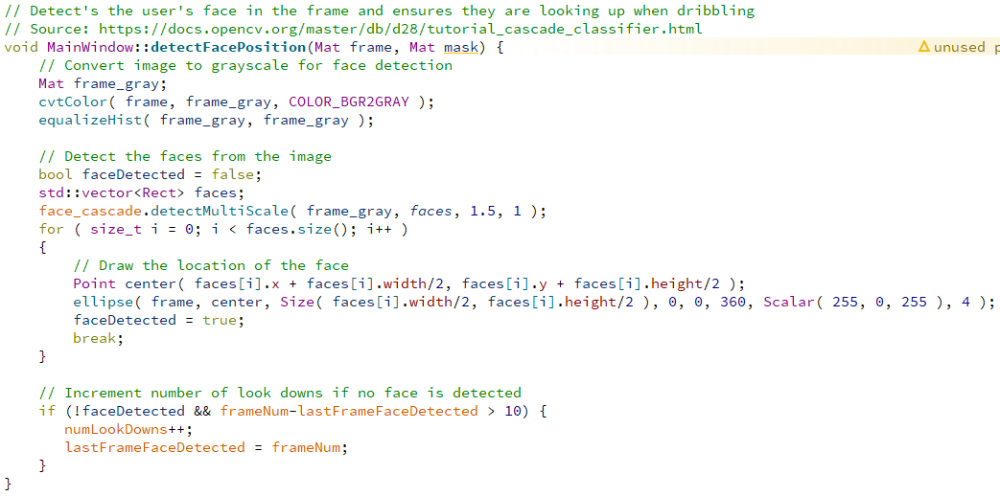 // Detect's the user's face in the frame and ensures they are looking up when dribbling
// Source: https://docs.opencv.org/master/db/d28/tutorial_cascade_classifier.html
void MainWindow::detectFacePosition(Mat frame, Mat mask) { unused p
    // Convert image to grayscale for face detection
    Mat frame_gray;
    cvtColor( frame, frame_gray, COLOR_BGR2GRAY );
    equalizeHist( frame_gray, frame_gray );

    // Detect the faces from the image
    bool faceDetected = false;
    std::vector<Rect> faces;
    face_cascade.detectMultiScale( frame_gray, faces, 1.5, 1 );
    for ( size_t i = 0; i < faces.size(); i++ )
    {
        // Draw the location of the face
        Point center( faces[i].x + faces[i].width/2, faces[i].y + faces[i].height/2 );
        ellipse( frame, center, Size( faces[i].width/2, faces[i].height/2 ), 0, 0, 360, Scalar( 255, 0, 255 ), 4 );
        faceDetected = true;
        break;
    }

    // Increment number of look downs if no face is detected
    if (!faceDetected && frameNum-lastFrameFaceDetected > 10) {
       numLookDowns++;
       lastFrameFaceDetected = frameNum;
    }
}